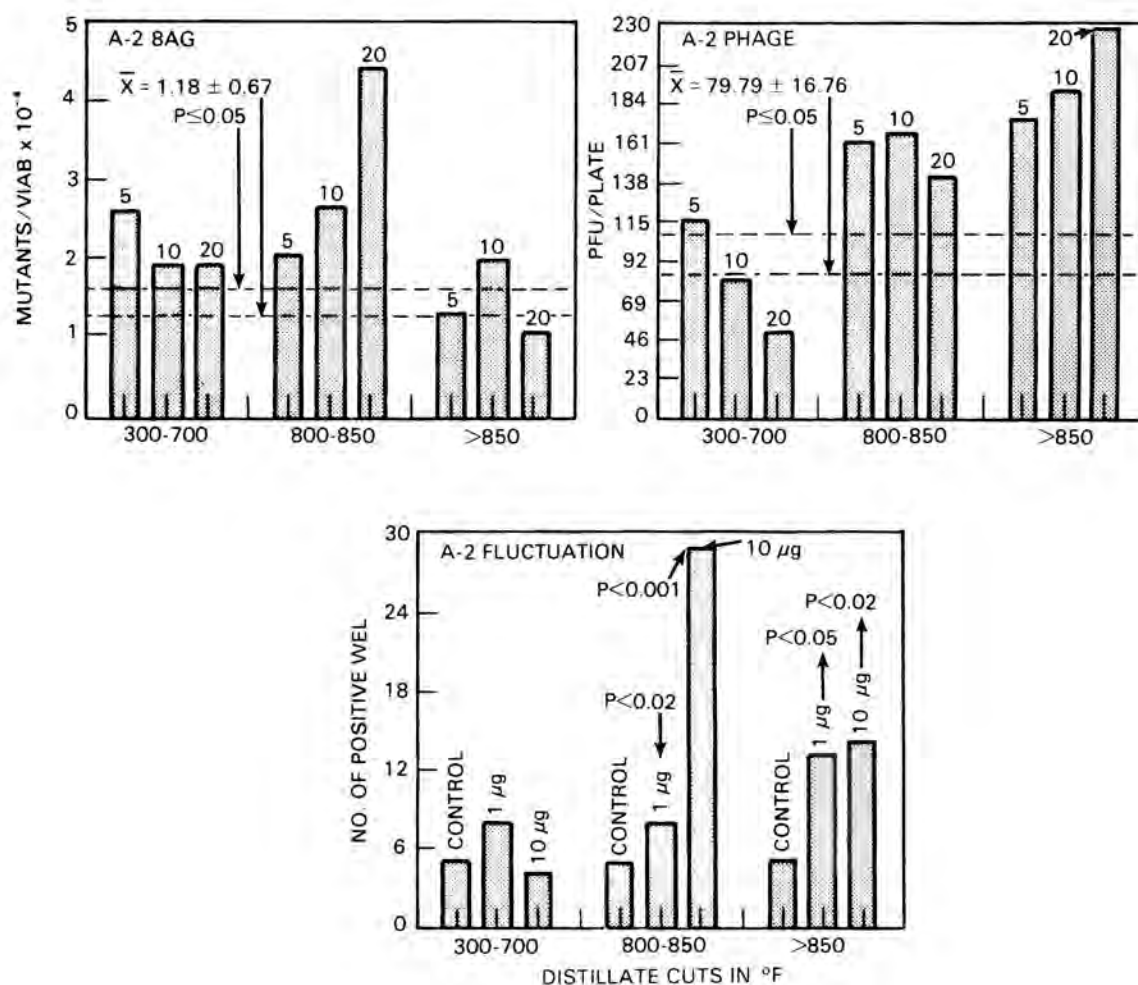 A-2 8AG
X̄ = 1.18 ± 0.67
P≤0.05
MUTANTS/VIAB x 10⁻⁴
5
4
3
2
1
0
5
10
20
5
10
20
5
10
20
300-700
800-850
>850
A-2 PHAGE
X̄ = 79.79 ± 16.76
P≤0.05
PFU/PLATE
230
207
184
161
138
115
92
69
46
23
0
5
10
20
5
10
20
5
10
20
300-700
800-850
>850
A-2 FLUCTUATION
NO. OF POSITIVE WEL
30
24
18
12
6
0
CONTROL
1 µg
10 µg
CONTROL
P<0.02
1 µg
P<0.001
10 µg
CONTROL
P<0.05
1 µg
P<0.02
10 µg
300-700
800-850
>850
DISTILLATE CUTS IN °F